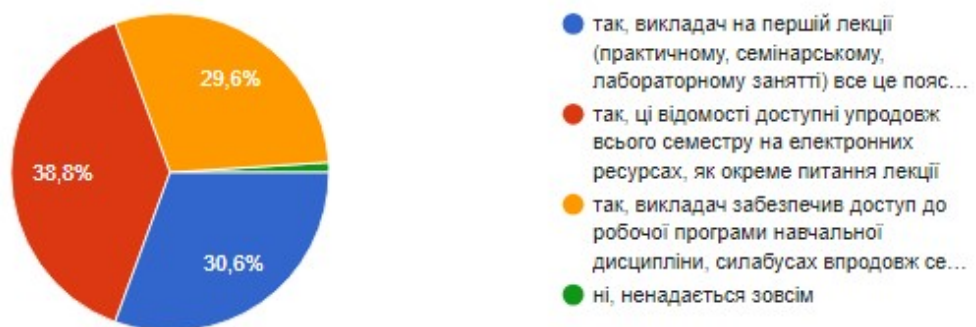 29,6%
38,8%
30,6%
так, викладач на першій лекції
(практичному, семінарському,
лабораторному занятті) все це пояс...
так, ці відомості доступні упродовж
всього семестру на електронних
ресурсах, як окреме питання лекції
так, викладач забезпечив доступ до
робочої програми навчальної
дисципліни, силабусах впродовж се...
ні, ненадається зовсім